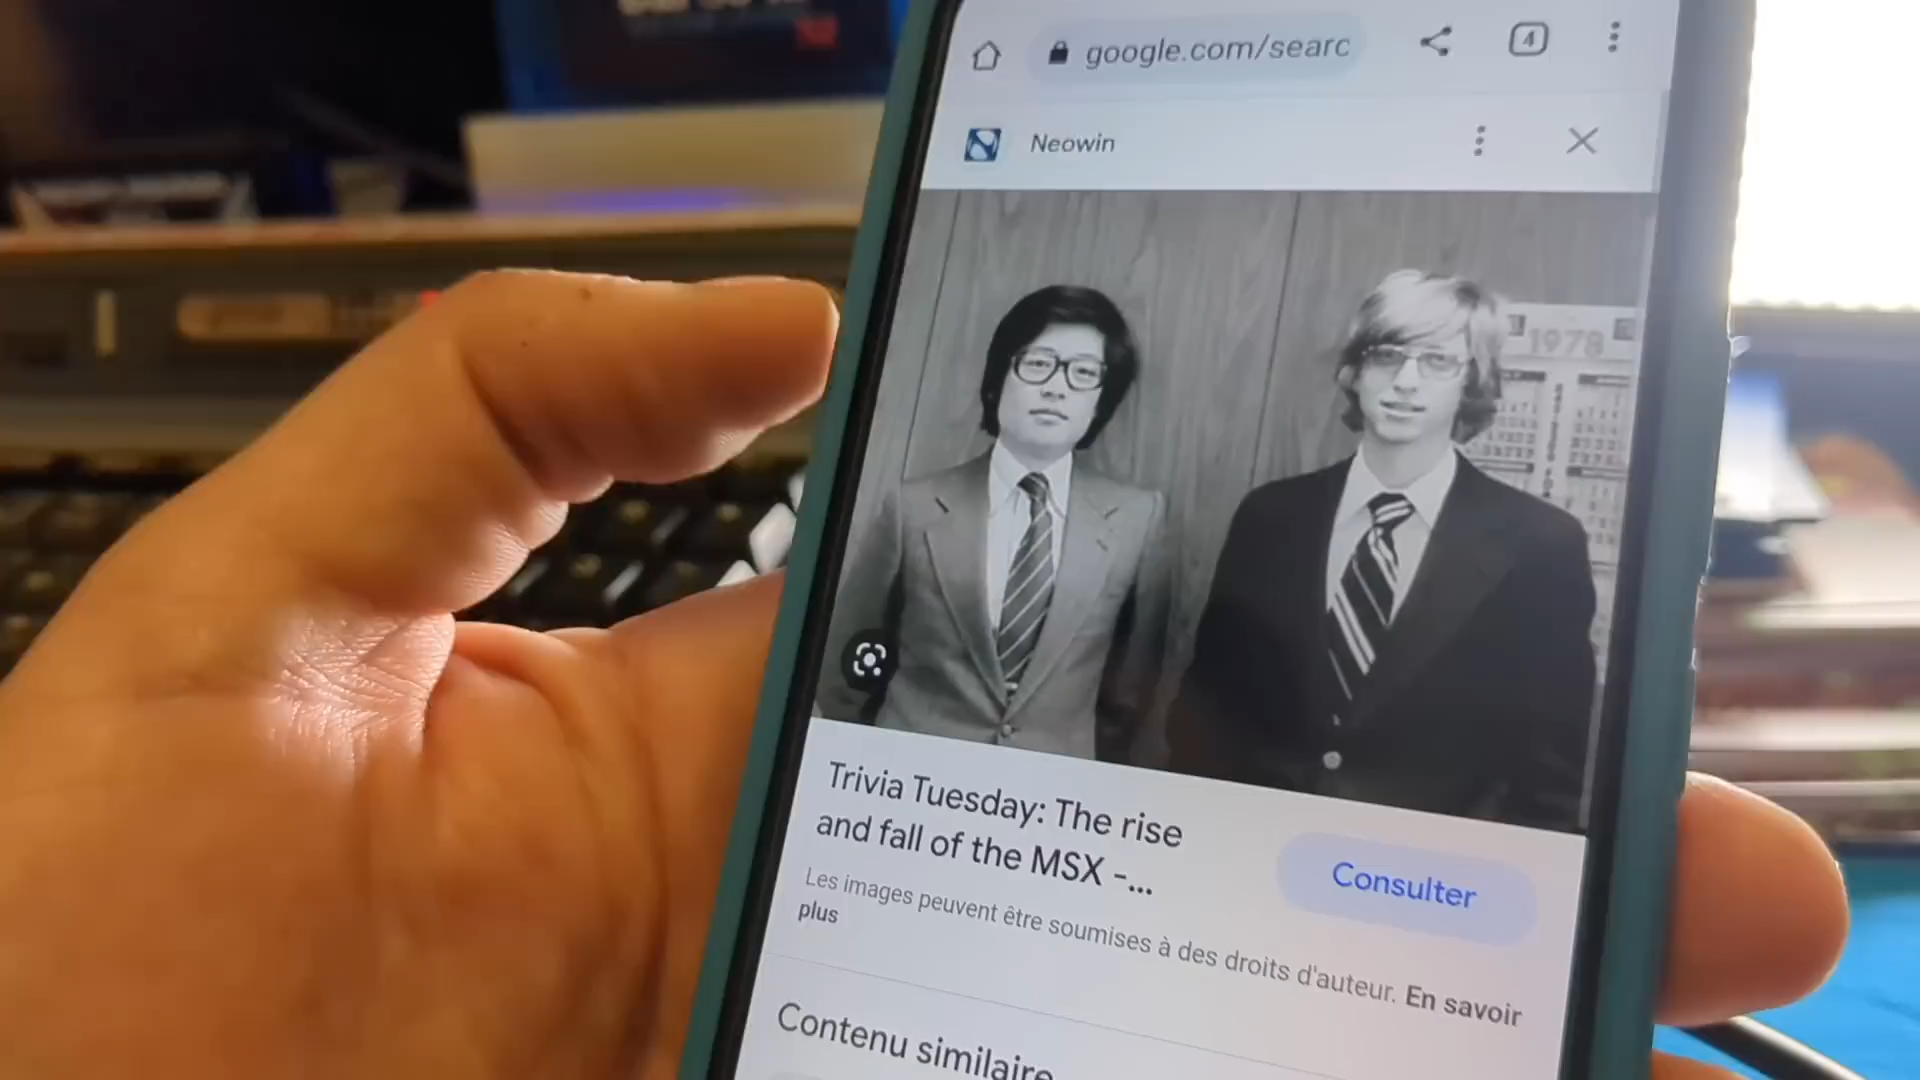 google.com/searc
4
Neowin
1978
Trivia Tuesday: The rise
and fall of the MSX -...
Consulter
Les images peuvent être soumises à des droits d'auteur. En savoir
plus
Contenu similaire